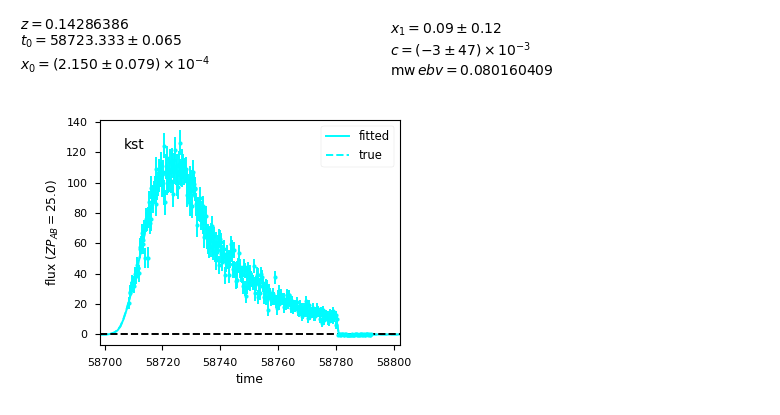 z = 0.14286386
t₀ = 58723.333 ± 0.065
x₀ = (2.150 ± 0.079) × 10⁻⁴
x₁ = 0.09 ± 0.12
c = (−3 ± 47) × 10⁻³
mw ebv = 0.080160409
kst
fitted
true
140
120
100
80
60
40
20
0
flux (ZP_AB = 25.0)
58700 58720 58740 58760 58780 58800
time